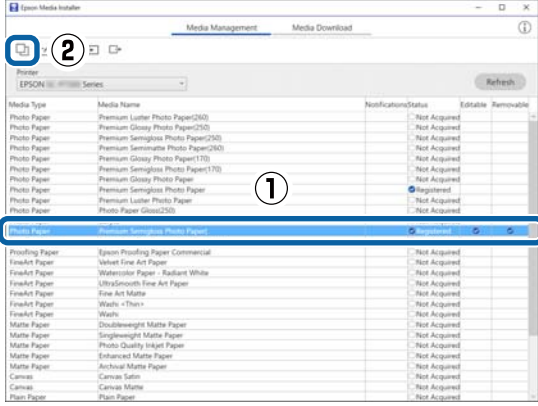 Epson Media Installer
Media Management Media Download
②
Printer
EPSON Series
Refresh
Media Type Media Name Notifications Status Editable Removable
Photo Paper Premium Luster Photo Paper(260) Not Acquired
Photo Paper Premium Glossy Photo Paper(250) Not Acquired
Photo Paper Premium Semigloss Photo Paper(250) Not Acquired
Photo Paper Premium Semimatte Photo Paper(260) Not Acquired
Photo Paper Premium Glossy Photo Paper(170) Not Acquired
Photo Paper Premium Semigloss Photo Paper(170) Not Acquired
Photo Paper Premium Glossy Photo Paper Not Acquired
Photo Paper Premium Semigloss Photo Paper Registered
Photo Paper Premium Luster Photo Paper Not Acquired
Photo Paper Photo Paper Gloss(250) Not Acquired
①
Photo Paper Premium Semigloss Photo Paper( Registered
Proofing Paper Epson Proofing Paper Commercial Not Acquired
FineArt Paper Velvet Fine Art Paper Not Acquired
FineArt Paper Watercolor Paper - Radiant White Not Acquired
FineArt Paper UltraSmooth Fine Art Paper Not Acquired
FineArt Paper Fine Art Matte Not Acquired
FineArt Paper Washi <Thin> Not Acquired
FineArt Paper Washi Not Acquired
Matte Paper Doubleweight Matte Paper Not Acquired
Matte Paper Singleweight Matte Paper Not Acquired
Matte Paper Photo Quality Inkjet Paper Not Acquired
Matte Paper Enhanced Matte Paper Not Acquired
Matte Paper Archival Matte Paper Not Acquired
Canvas Canvas Satin Not Acquired
Canvas Canvas Matte Not Acquired
Plain Paper Plain Paper Not Acquired